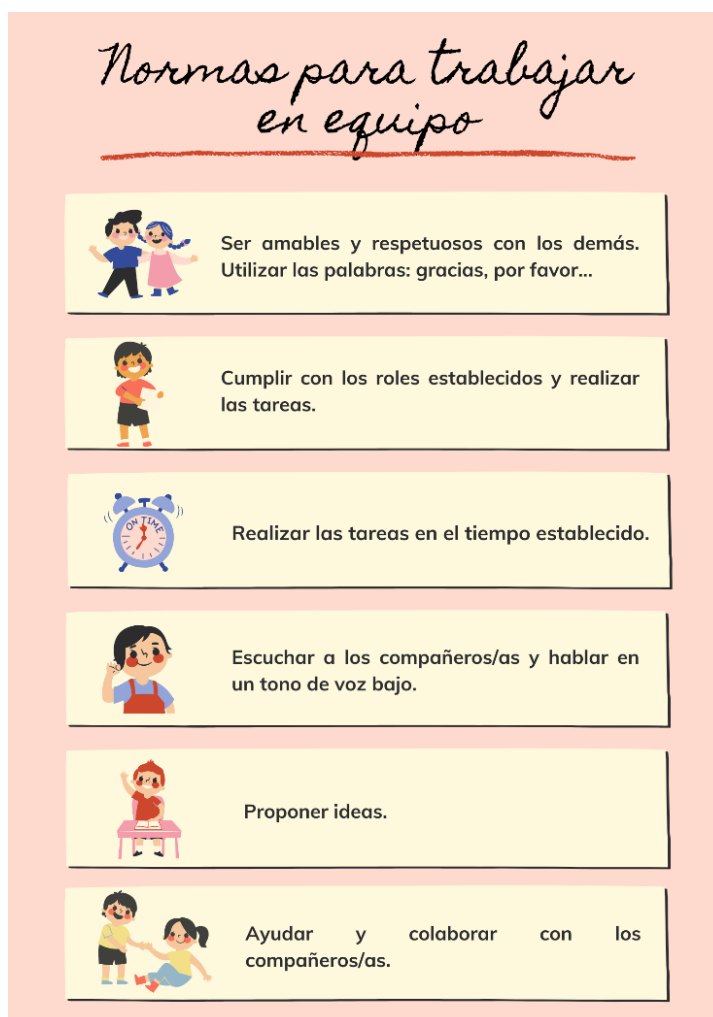 Normas para trabajar
en equipo
Ser amables y respetuosos con los demás.
Utilizar las palabras: gracias, por favor...
Cumplir con los roles establecidos y realizar
las tareas.
ON TIME
Realizar las tareas en el tiempo establecido.
Escuchar a los compañeros/as y hablar en
un tono de voz bajo.
Proponer ideas.
Ayudar y colaborar con los
compañeros/as.